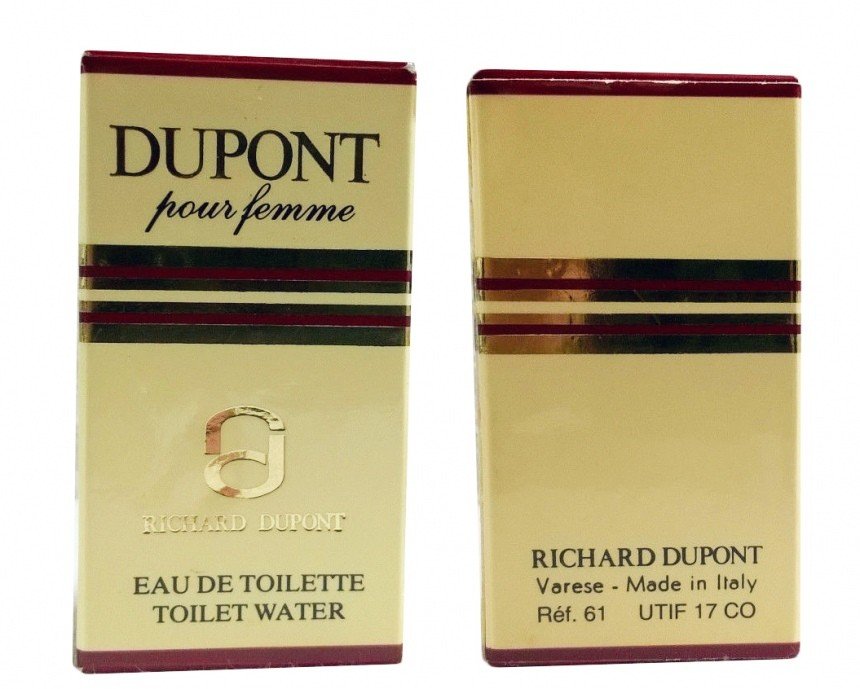 DUPONT
pour femme
RICHARD DUPONT
EAU DE TOILETTE
TOILET WATER
RICHARD DUPONT
Varese - Made in Italy
Réf. 61 UTIF 17 CO